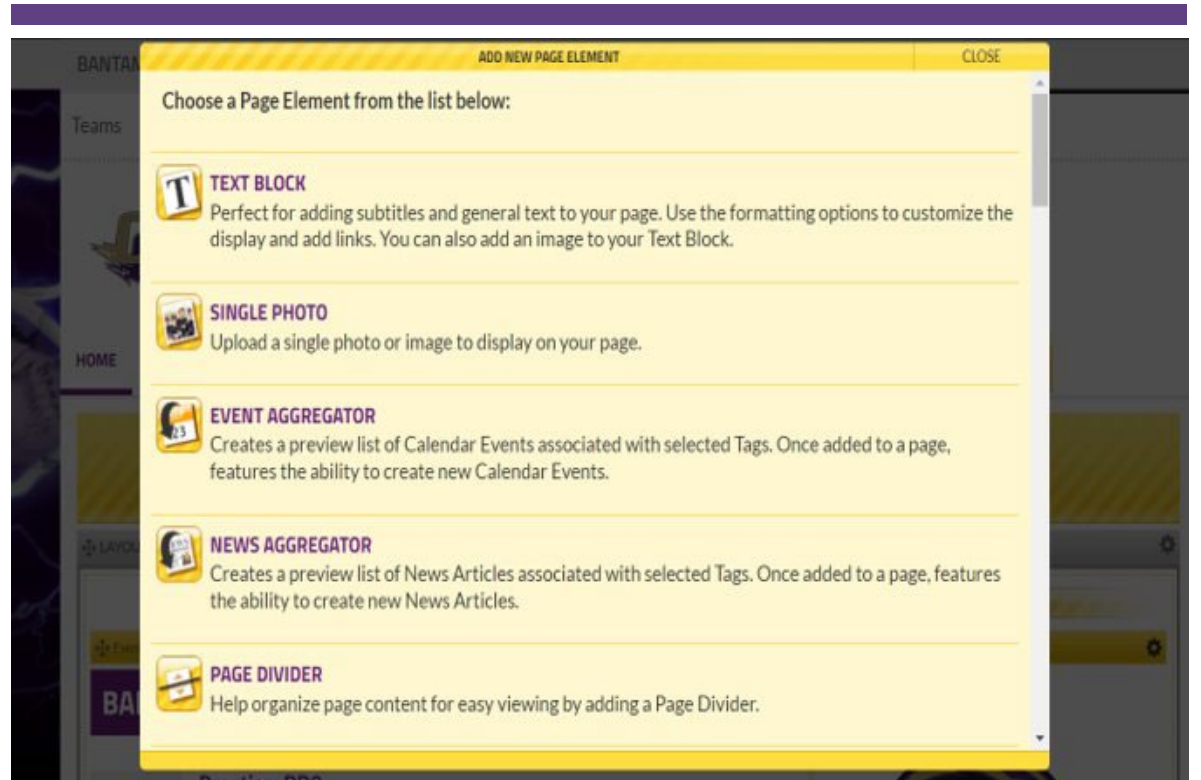 BANTAM
ADD NEW PAGE ELEMENT
CLOSE
Teams
Choose a Page Element from the list below:
TEXT BLOCK
Perfect for adding subtitles and general text to your page. Use the formatting options to customize the
display and add links. You can also add an image to your Text Block.
SINGLE PHOTO
Upload a single photo or image to display on your page.
HOME
EVENT AGGREGATOR
Creates a preview list of Calendar Events associated with selected Tags. Once added to a page,
features the ability to create new Calendar Events.
NEWS AGGREGATOR
Creates a preview list of News Articles associated with selected Tags. Once added to a page, features
the ability to create new News Articles.
LAYOU
PAGE DIVIDER
Help organize page content for easy viewing by adding a Page Divider.
BAI